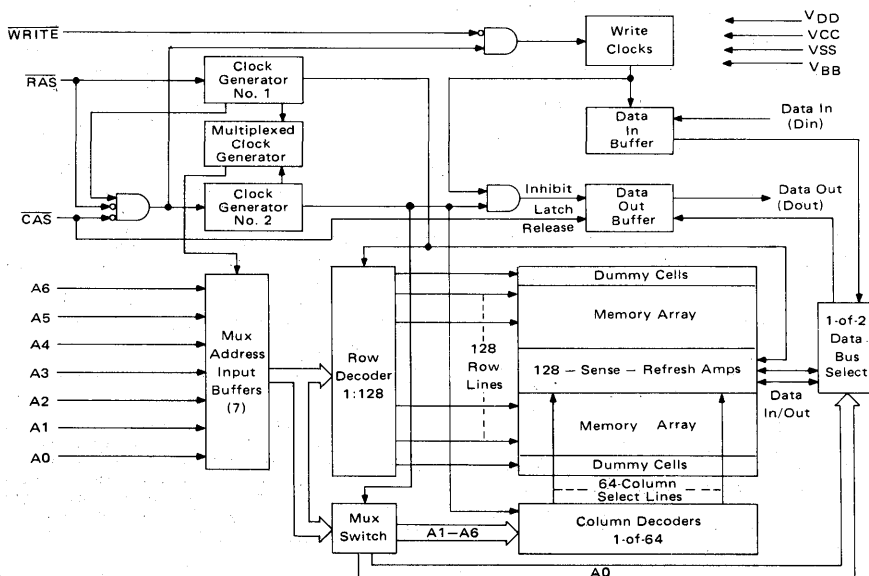 WRITE
RAS
CAS
Clock
Generator
No. 1
Multiplexed
Clock
Generator
Clock
Generator
No. 2
Write
Clocks
VDD
VCC
VSS
VBB
Data
In
Buffer
Data In
(Din)
Inhibit
Latch
Release
Data
Out
Buffer
Data Out
(Dout)
A6
A5
A4
A3
A2
A1
A0
Mux
Address
Input
Buffers
(7)
Row
Decoder
1:128
128
Row
Lines
Dummy Cells
Memory Array
128 – Sense – Refresh Amps
Memory Array
Dummy Cells
1-of-2
Data
Bus
Select
Data
In/Out
64-Column
Select Lines
Mux
Switch
A1–A6
Column Decoders
1-of-64
A0